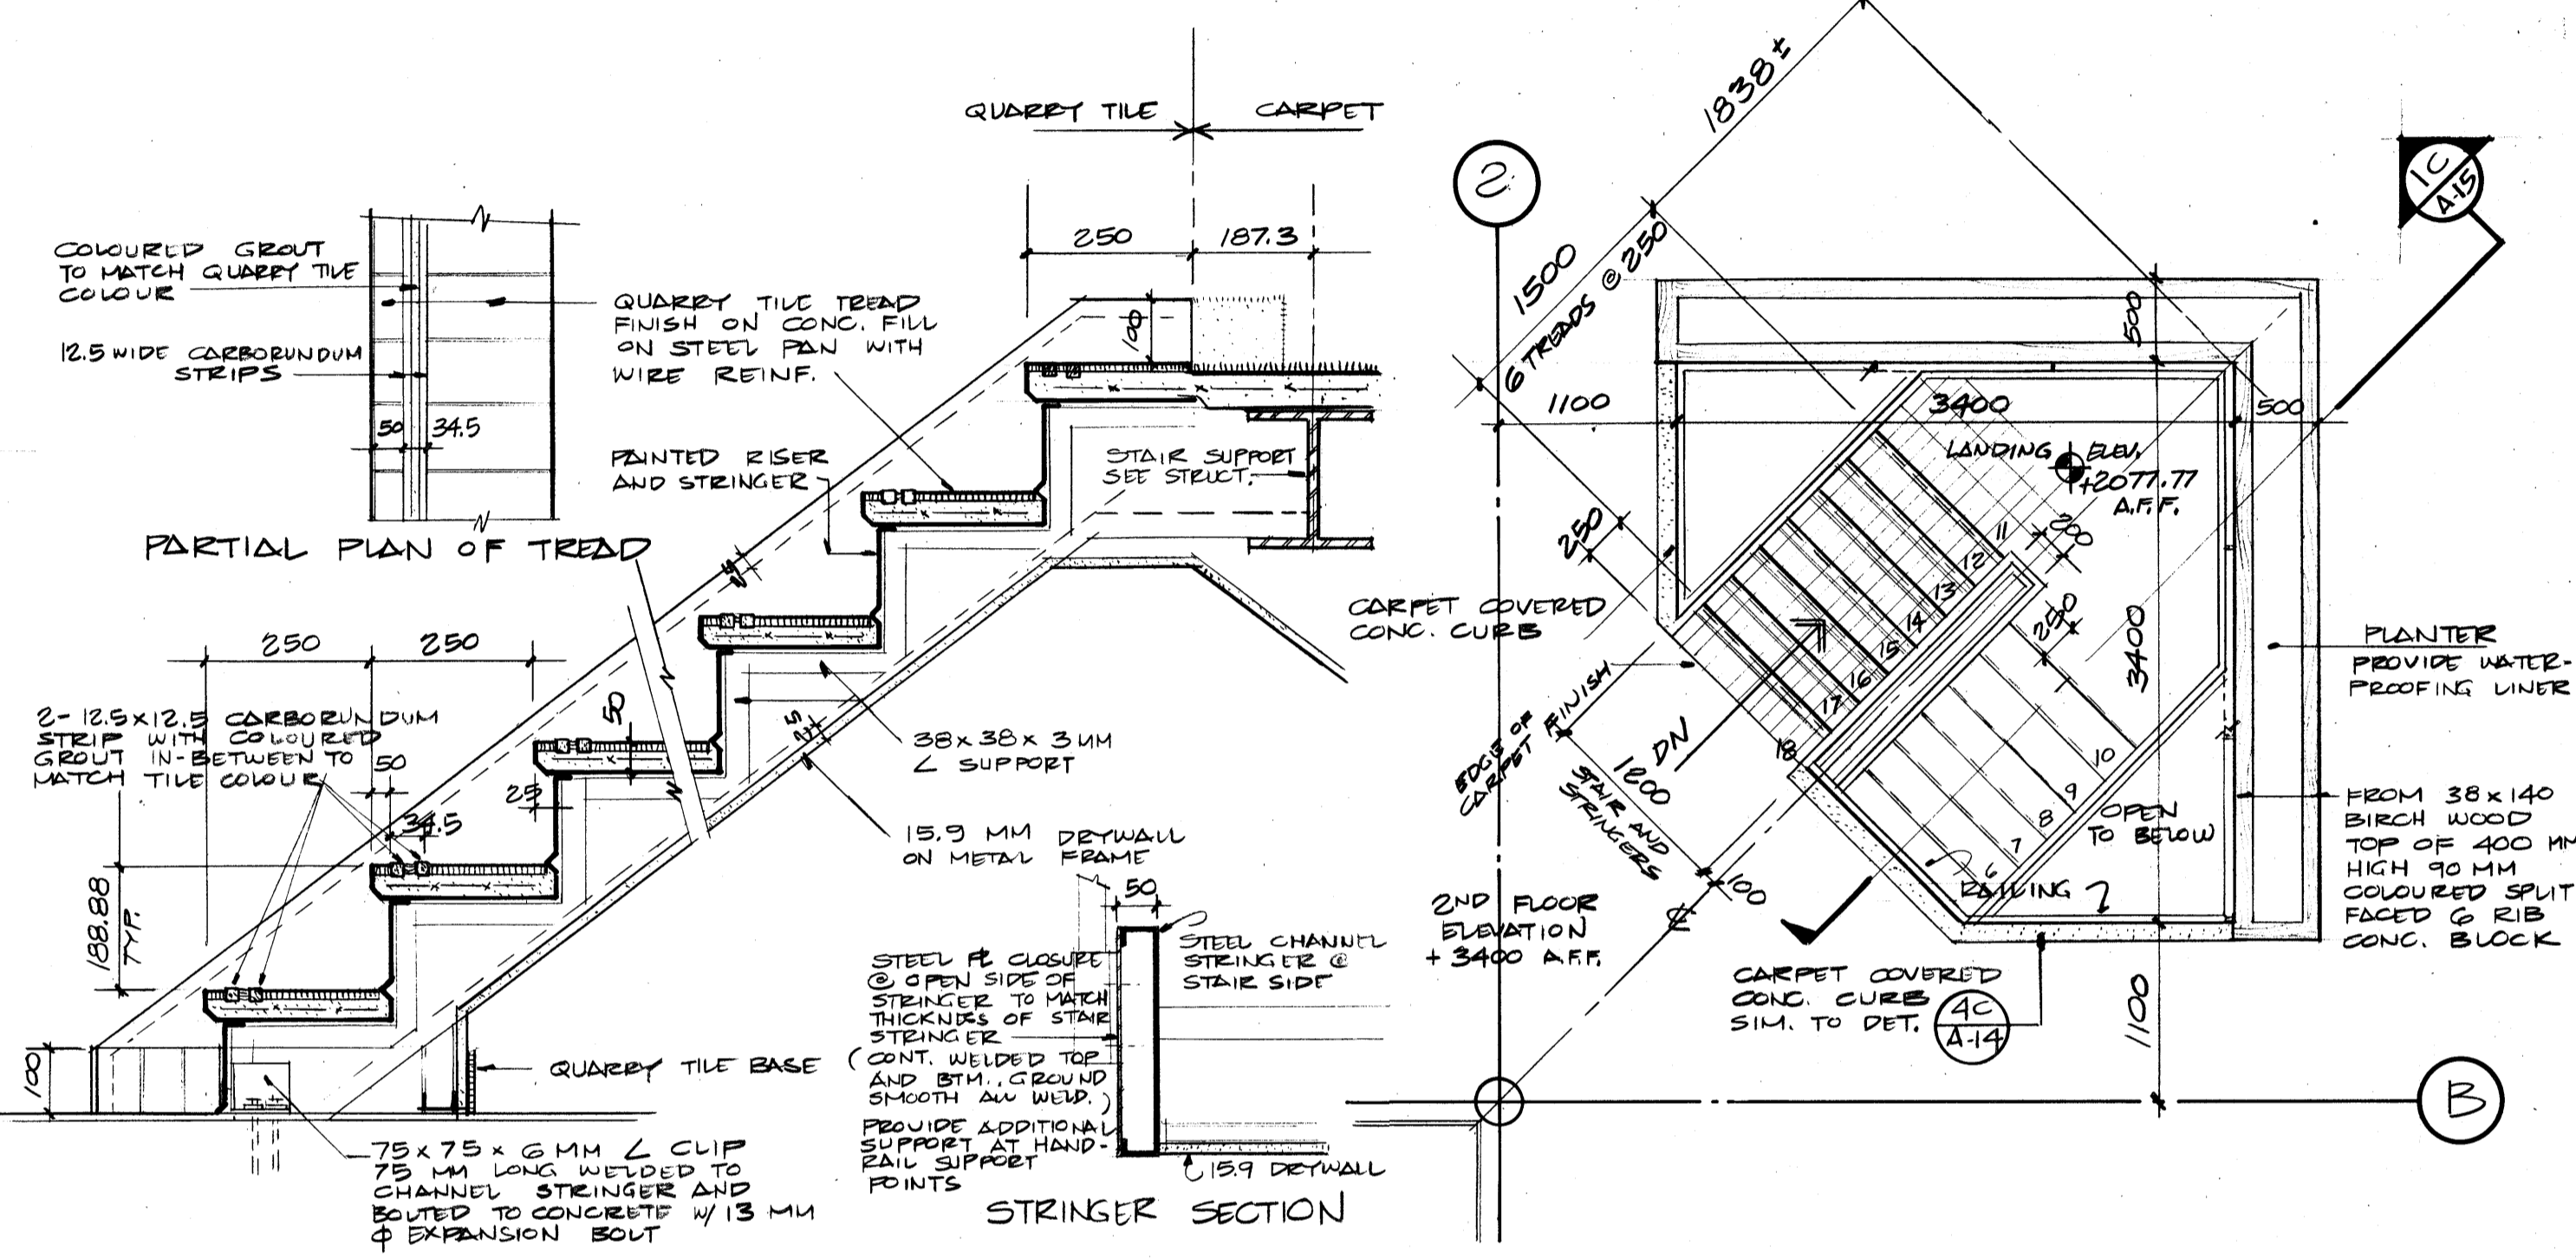 QUARRY TILE
CARPET
250
187.3
100
COLOURED GROUT
TO MATCH QUARRY TILE
COLOUR
12.5 WIDE CARBORUNDUM
STRIPS
50
34.5
PARTIAL PLAN OF TREAD
QUARRY TILE TREAD
FINISH ON CONC. FILL
ON STEEL PAN WITH
WIRE REINF.
PAINTED RISER
AND STRINGER
STAIR SUPPORT
SEE STRUCT.
250
250
2- 12.5x12.5 CARBORUNDUM
STRIP WITH COLOURED
GROUT IN-BETWEEN TO
MATCH TILE COLOUR
50
34.5
25
50
188.88
TYP.
100
38x38x3 MM
∠ SUPPORT
15.9 MM DRYWALL
ON METAL FRAME
QUARRY TILE BASE
75x75x6MM ∠ CLIP
75 MM LONG WELDED TO
CHANNEL STRINGER AND
BOLTED TO CONCRETE W/ 13 MM
ϕ EXPANSION BOLT
50
STEEL PL CLOSURE
@ OPEN SIDE OF
STRINGER TO MATCH
THICKNESS OF STAIR
STRINGER
(CONT. WELDED TOP
AND BTM., GROUND
SMOOTH ALL WELD.)
PROVIDE ADDITIONAL
SUPPORT AT HAND-
RAIL SUPPORT
POINTS
STEEL CHANNEL
STRINGER @
STAIR SIDE
15.9 DRYWALL
STRINGER SECTION
2
1838 ±
1500
6 TREADS @ 250
1C
A-15
1100
3400
500
500
LANDING ELEV.
+2077.77
A.F.F.
200
250
250
CARPET COVERED
CONC. CURB
11
12
13
14
15
16
17
18
10
9
8
7
6
3400
PLANTER
PROVIDE WATER-
PROOFING LINER
EDGE OF
CARPET FINISH
DN
1200
STAIR AND
STRINGERS
100
OPEN
TO BELOW
RAILING
FROM 38x140
BIRCH WOOD
TOP OF 400 MM
HIGH 90 MM
COLOURED SPLIT
FACED 6 RIB
CONC. BLOCK
2ND FLOOR
ELEVATION
+3400 A.F.F.
CARPET COVERED
CONC. CURB
SIM. TO DET.
4C
A-14
1100
B